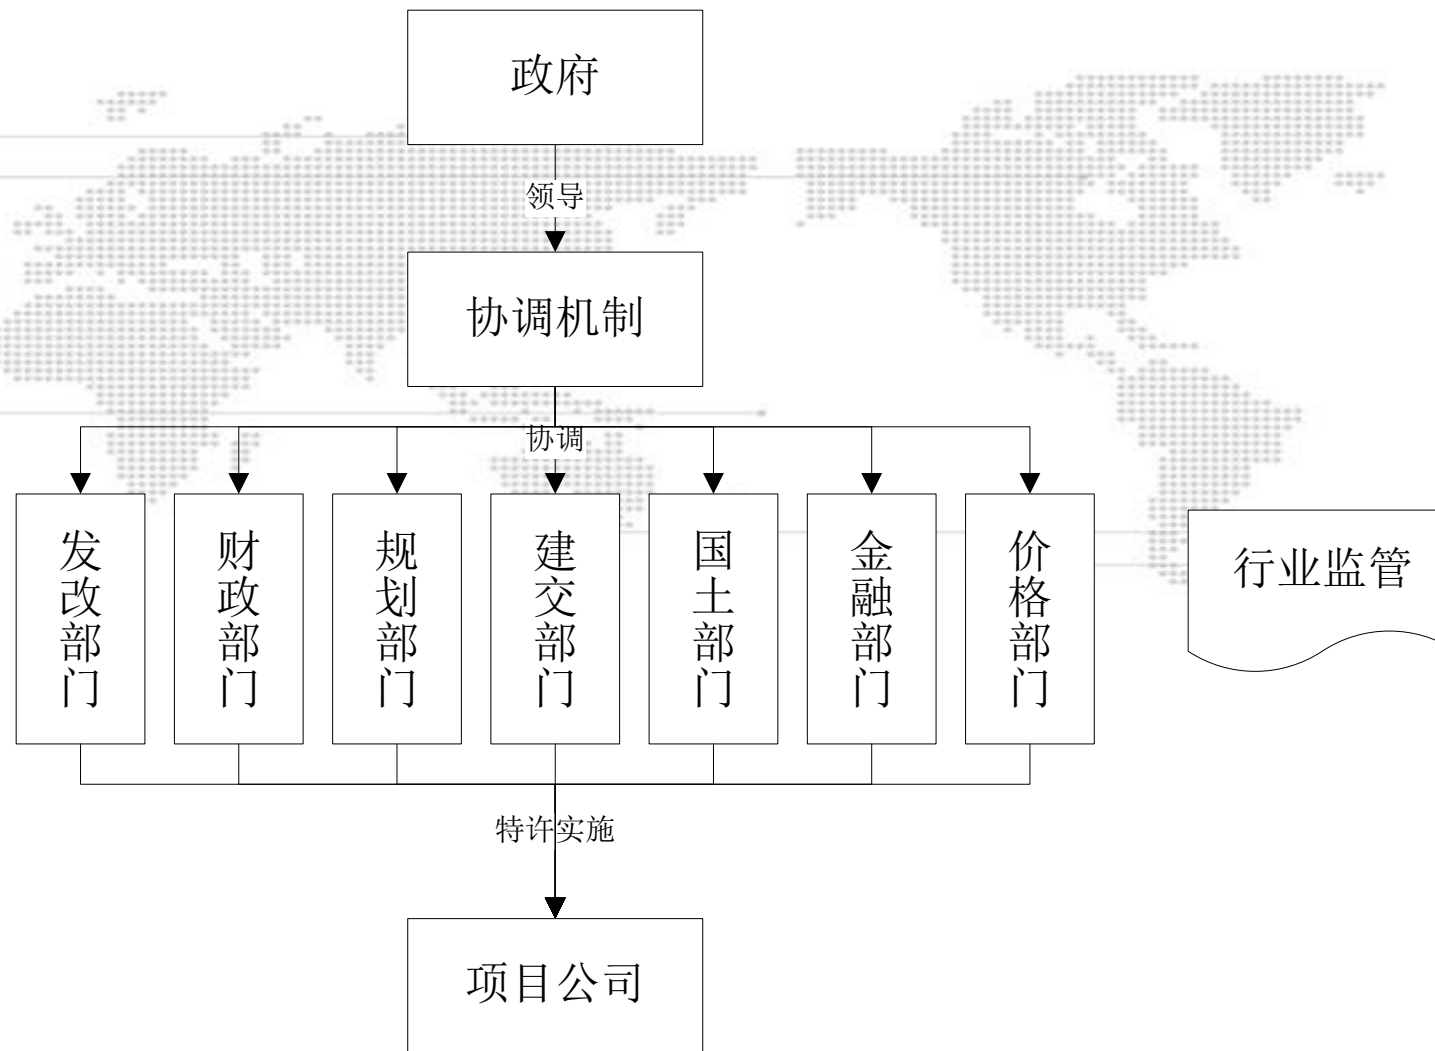 政府
领导
协调机制
协调
发改部门
财政部门
规划部门
建交部门
国土部门
金融部门
价格部门
行业监管
特许实施
项目公司